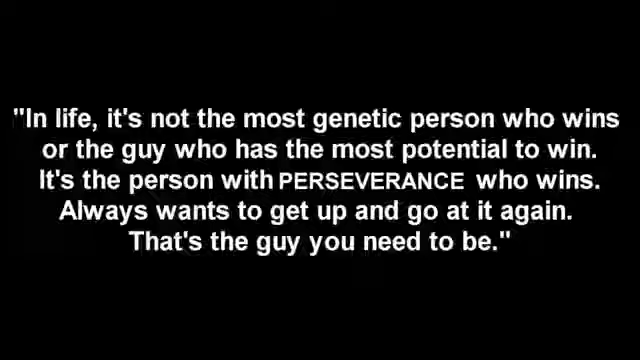 "In life, it's not the most genetic person who wins
or the guy who has the most potential to win.
It's the person with PERSEVERANCE who wins.
Always wants to get up and go at it again.
That's the guy you need to be."